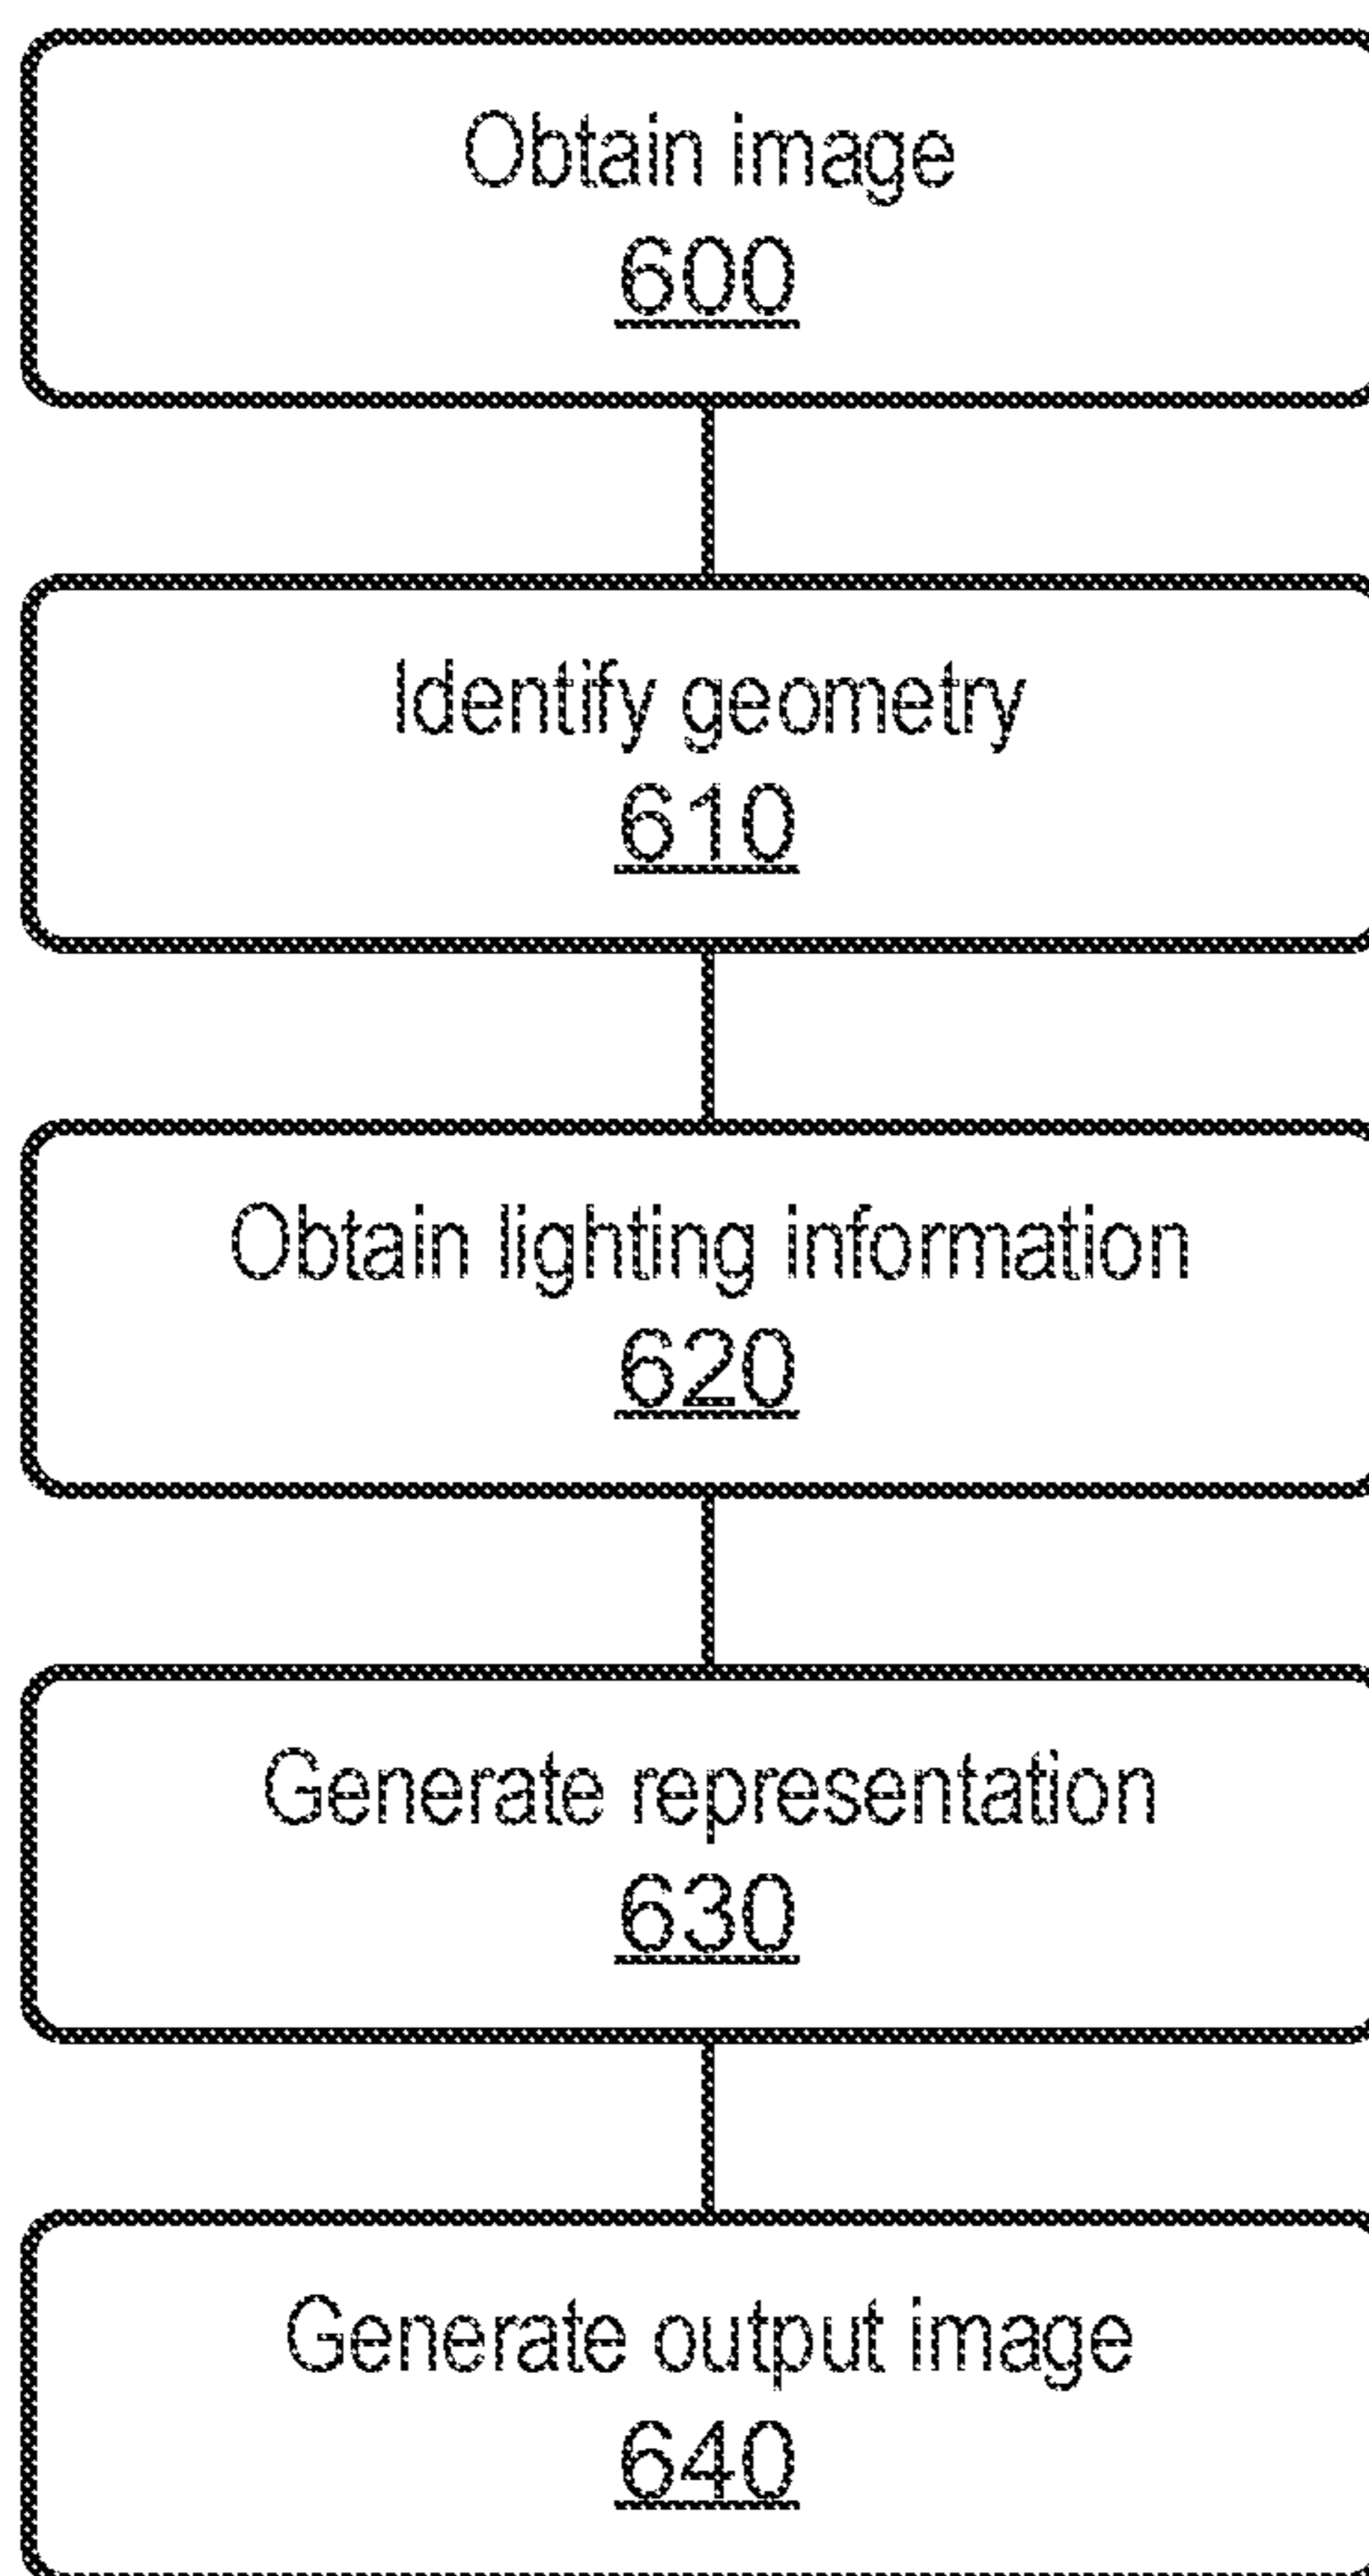 Obtain image
600
Identify geometry
610
Obtain lighting information
620
Generate representation
630
Generate output image
640